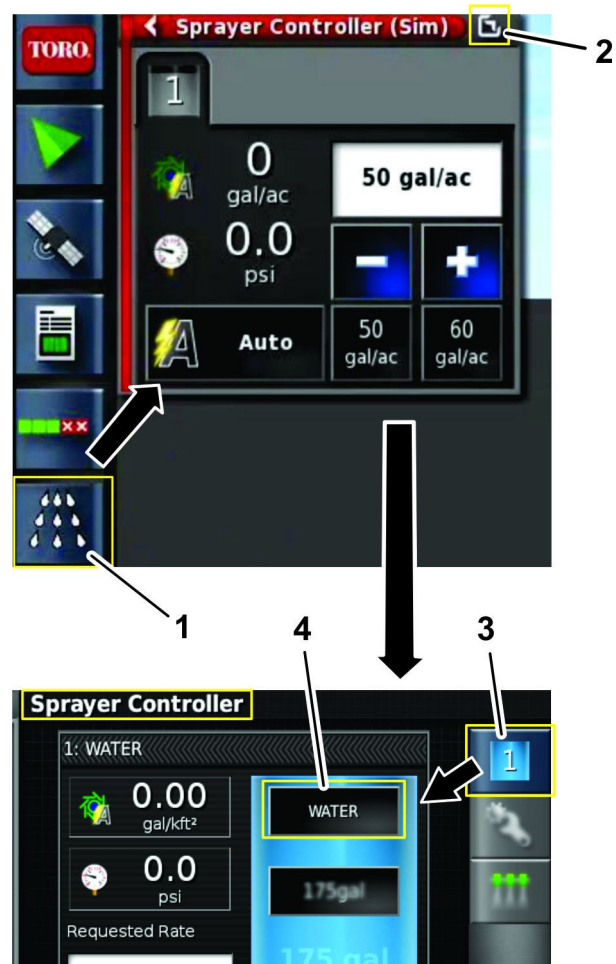 TORO.
Sprayer Controller (Sim)
2
1
0
gal/ac
50 gal/ac
0.0
psi
A Auto
50 gal/ac
60 gal/ac
1
4
3
Sprayer Controller
1: WATER
0.00
gal/kft²
WATER
1
0.0
psi
175gal
Requested Rate
175 gal